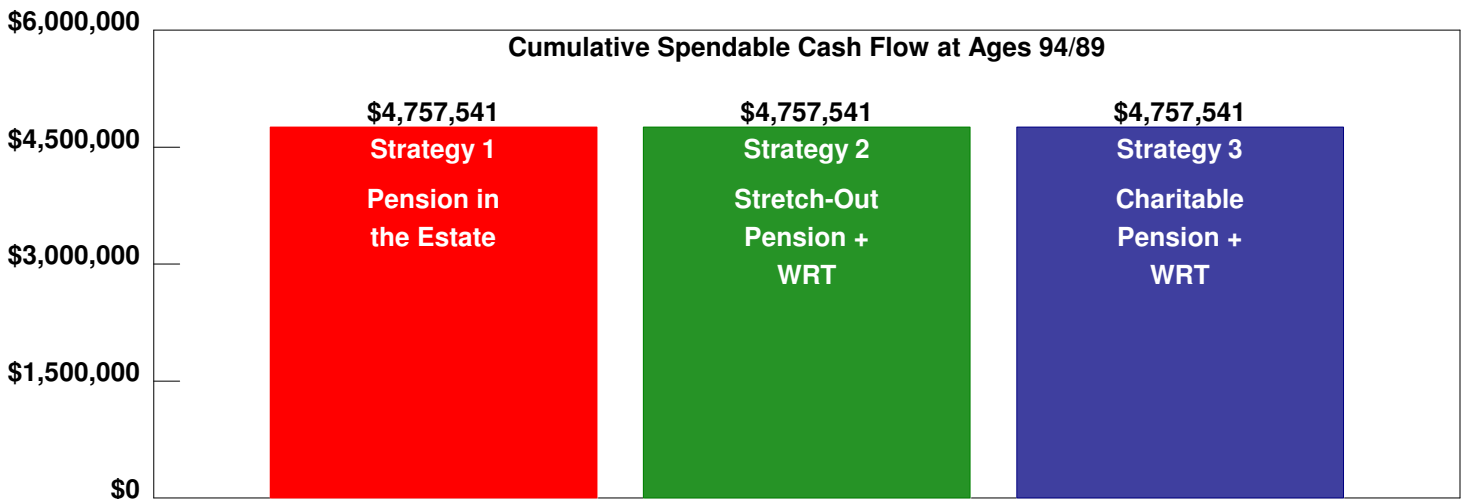 $6,000,000
Cumulative Spendable Cash Flow at Ages 94/89
$4,757,541 $4,757,541 $4,757,541
$4,500,000
Strategy 1
Pension in
the Estate
Strategy 2
Stretch-Out
Pension +
WRT
Strategy 3
Charitable
Pension +
WRT
$3,000,000
$1,500,000
$0